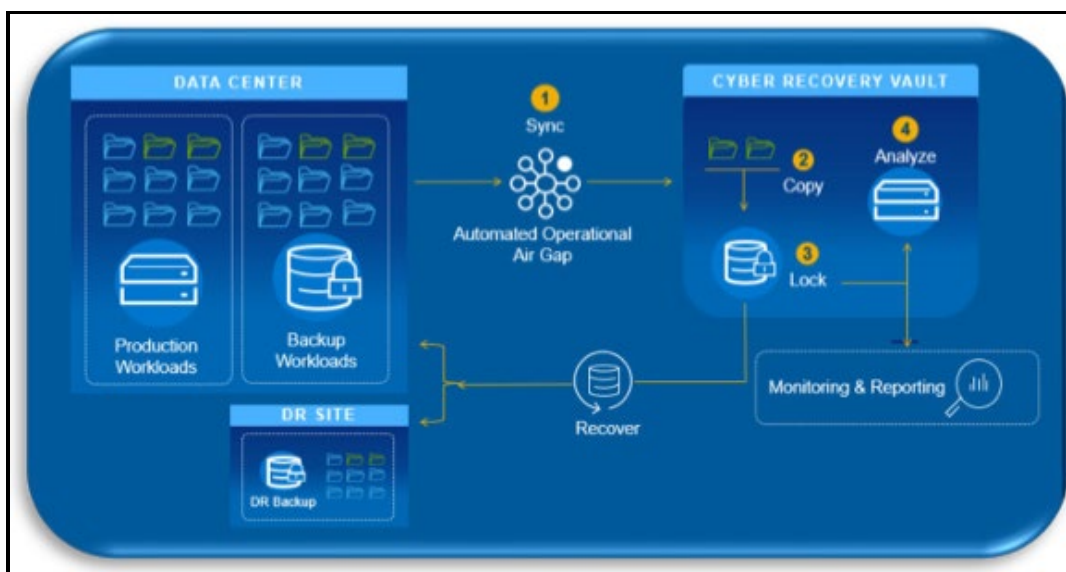 DATA CENTER
Production
Workloads
Backup
Workloads
1
Sync
Automated Operational
Air Gap
CYBER RECOVERY VAULT
2
Copy
3
Lock
4
Analyze
Monitoring & Reporting
Recover
DR SITE
DR Backup